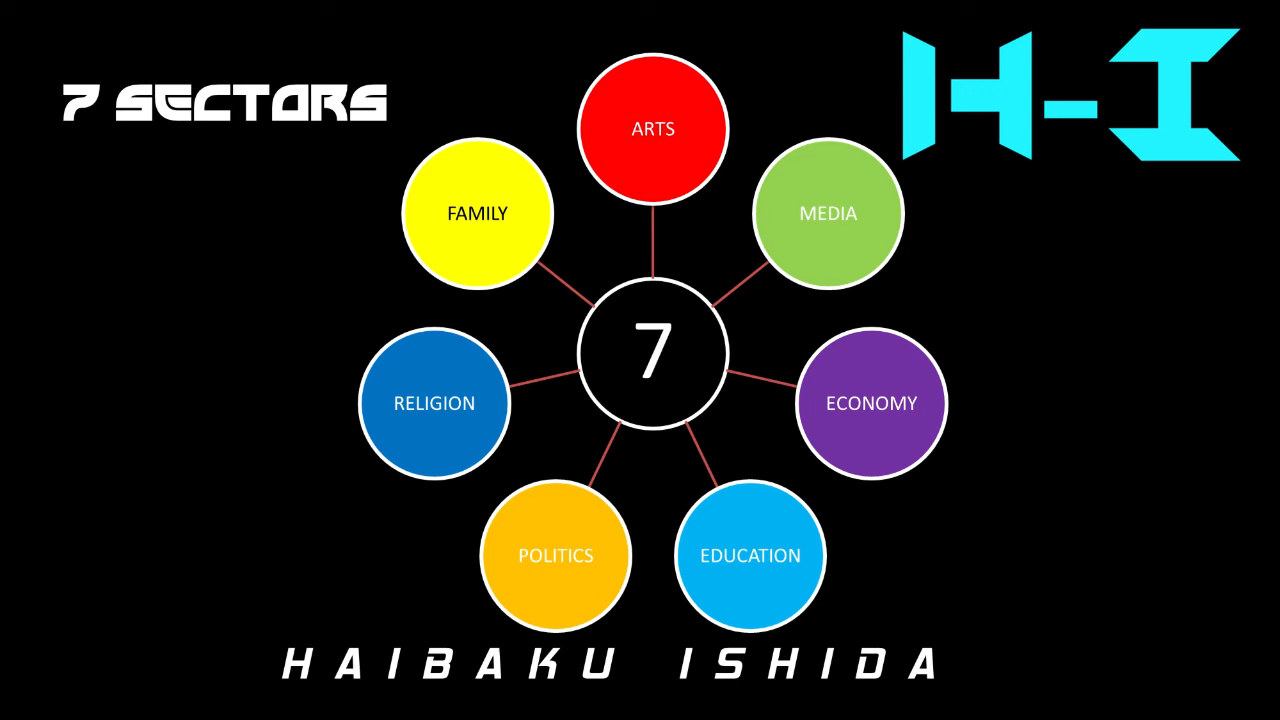 7 SECTORS
H-I
ARTS
FAMILY
MEDIA
7
RELIGION
ECONOMY
POLITICS
EDUCATION
HAIBAKU ISHIDA